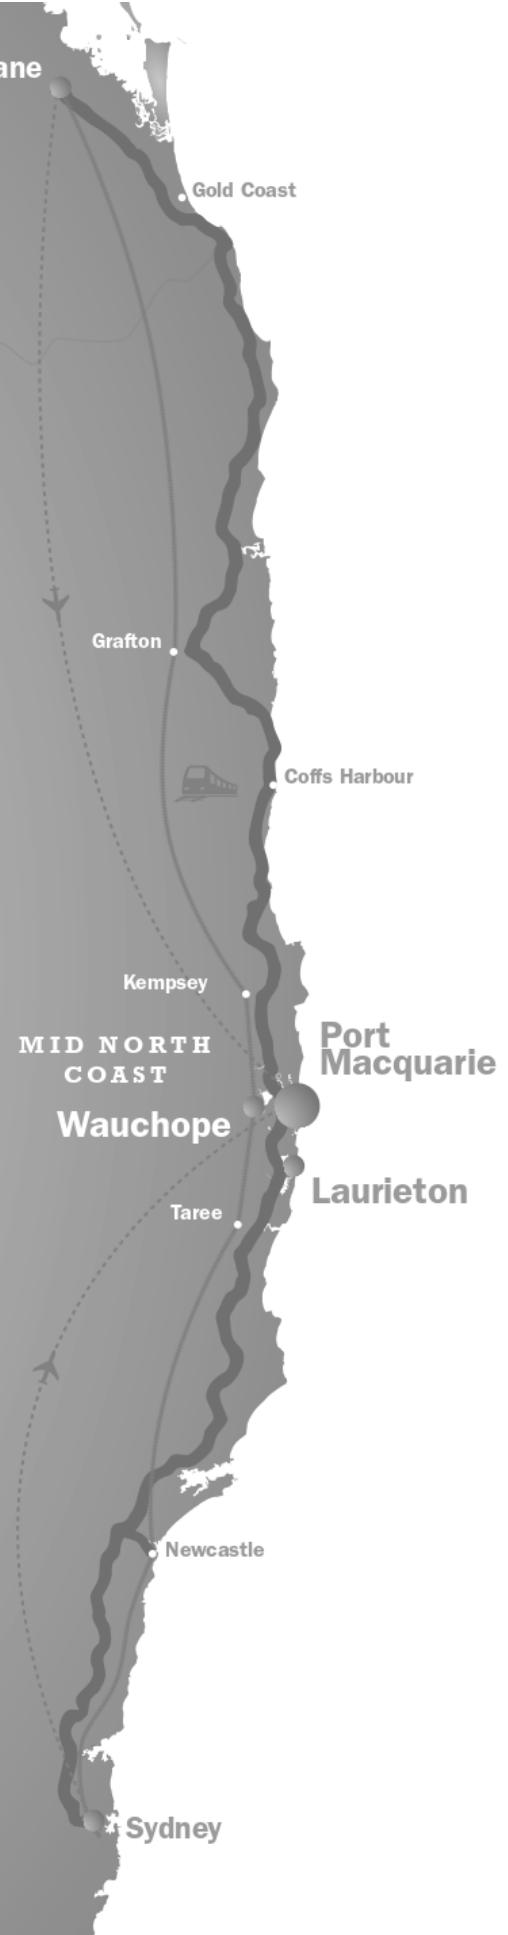 ane
Gold Coast
Grafton
Coffs Harbour
Kempsey
MID NORTH
COAST
Port
Macquarie
Wauchope
Laurieton
Taree
Newcastle
Sydney